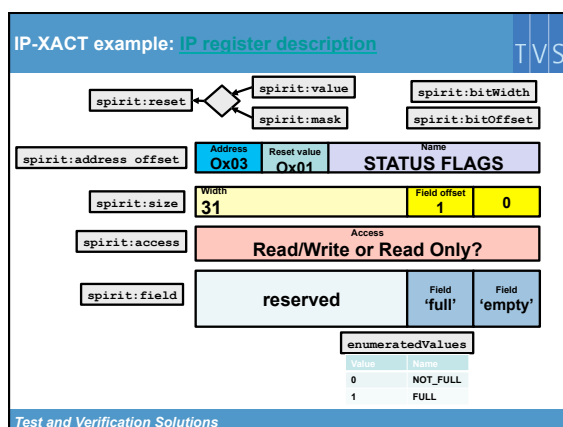 IP-XACT example: IP register description
TVS
spirit:value
spirit:reset
spirit:mask
spirit:bitWidth
spirit:bitOffset
spirit:address offset
Address
Ox03
Reset value
Ox01
Name
STATUS FLAGS
spirit:size
Width
31
Field offset
1
0
spirit:access
Access
Read/Write or Read Only?
spirit:field
reserved
Field
‘full’
Field
‘empty’
enumeratedValues
Value Name
0 NOT_FULL
1 FULL
Test and Verification Solutions